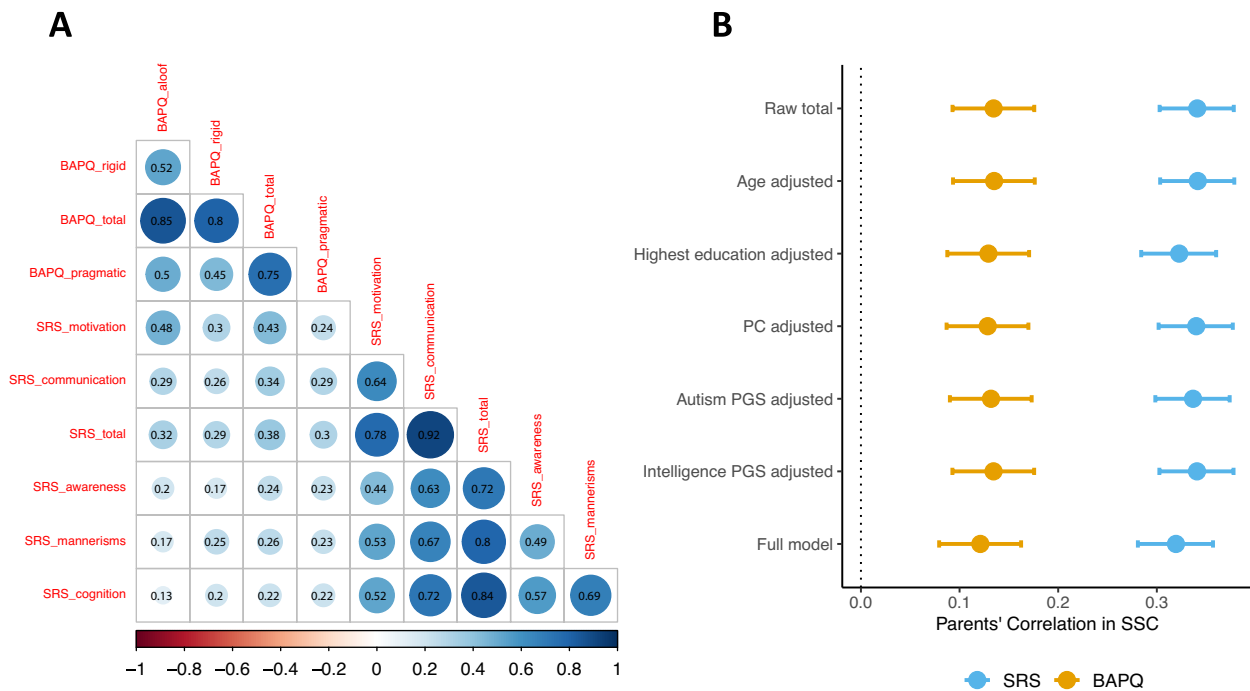 A
BAPQ_aloof
BAPQ_rigid
BAPQ_total
BAPQ_pragmatic
SRS_motivation
SRS_communication
SRS_total
SRS_awareness
SRS_mannerisms
BAPQ_rigid 0.52
BAPQ_total 0.85 0.8
BAPQ_pragmatic 0.5 0.45 0.75
SRS_motivation 0.48 0.3 0.43 0.24
SRS_communication 0.29 0.26 0.34 0.29 0.64
SRS_total 0.32 0.29 0.38 0.3 0.78 0.92
SRS_awareness 0.2 0.17 0.24 0.23 0.44 0.63 0.72
SRS_mannerisms 0.17 0.25 0.26 0.23 0.53 0.67 0.8 0.49
SRS_cognition 0.13 0.2 0.22 0.22 0.52 0.72 0.84 0.57 0.69
−1 −0.8 −0.6 −0.4 −0.2 0 0.2 0.4 0.6 0.8 1
B
Raw total
Age adjusted
Highest education adjusted
PC adjusted
Autism PGS adjusted
Intelligence PGS adjusted
Full model
0.0 0.1 0.2 0.3
Parents' Correlation in SSC
SRS BAPQ